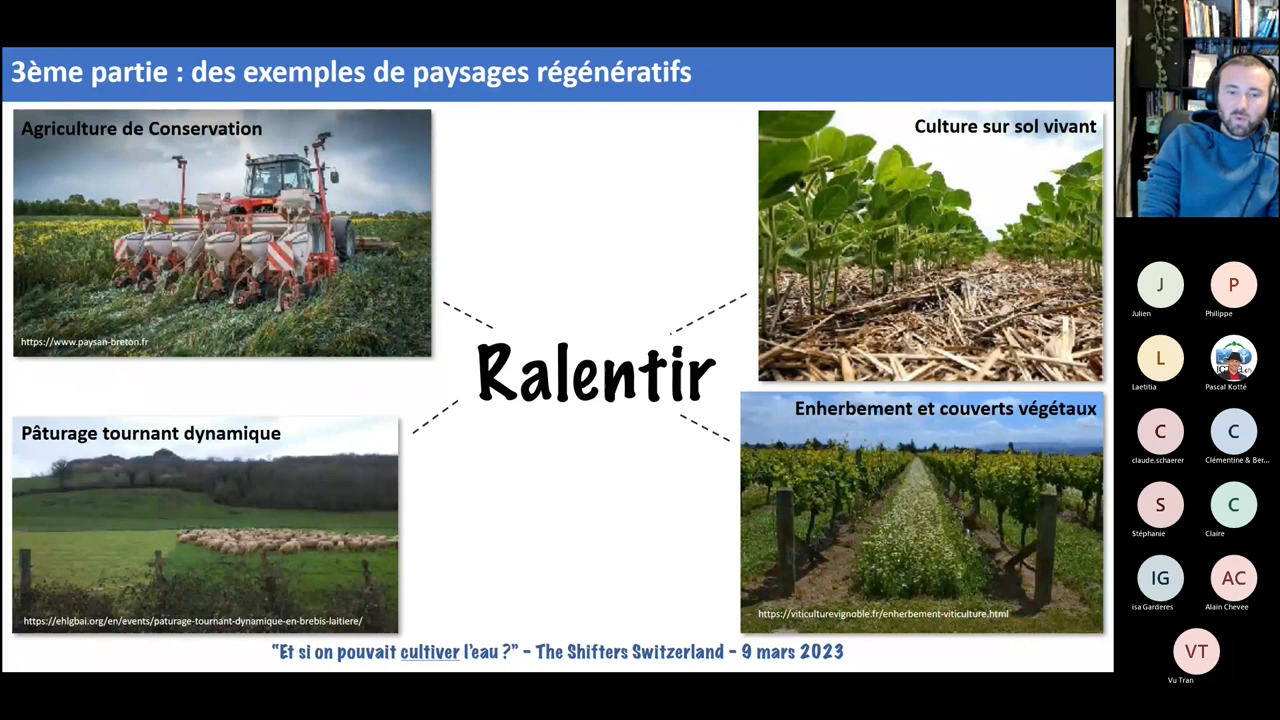 3ème partie : des exemples de paysages régénératifs
Agriculture de Conservation
https://www.paysan-breton.fr
Culture sur sol vivant
Ralentir
Pâturage tournant dynamique
https://ehlgbai.org/en/events/paturage-tournant-dynamique-en-brebis-laitiere/
Enherbement et couverts végétaux
https://viticulturevignoble.fr/enherbement-viticulture.html
“Et si on pouvait cultiver l’eau ?” – The Shifters Switzerland – 9 mars 2023
J
Julien
P
Philippe
L
Laetitia
Pascal Kotté
C
claude.schaerer
C
Clémentine & Ber...
S
Stéphanie
C
Claire
IG
isa Garderes
AC
Alain Chevee
VT
Vu Tran